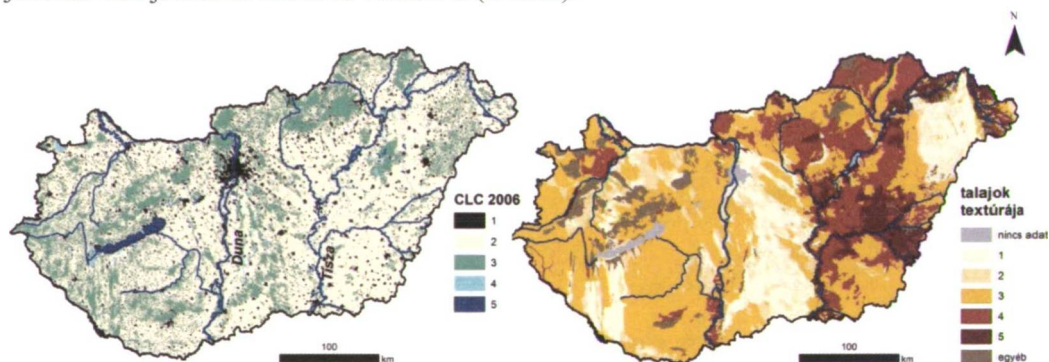 N
CLC 2006
1
2
3
4
5
Duna
Tisza
100
km
talajok
textúrája
nincs adat
1
2
3
4
5
egyéb
100
km